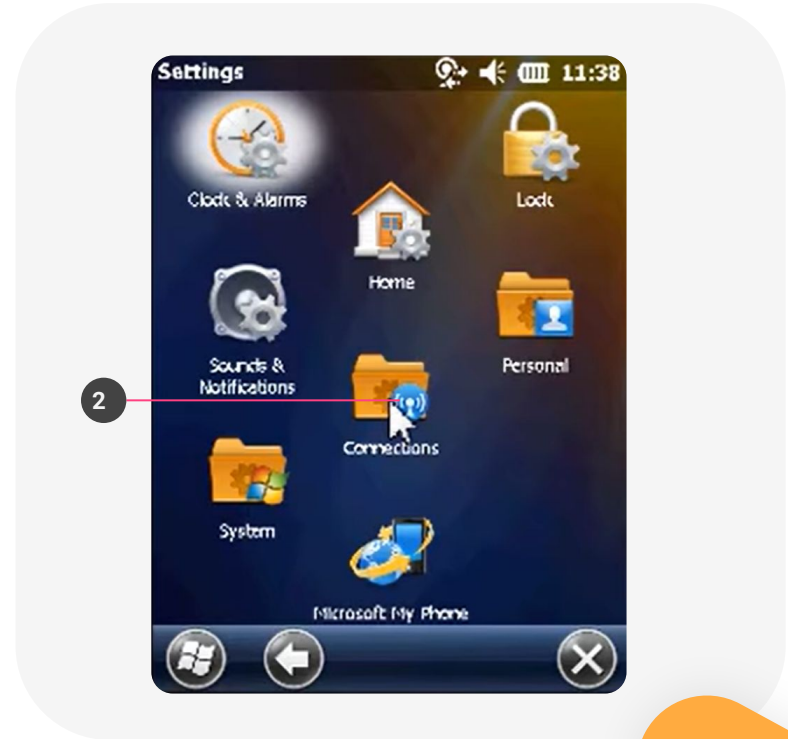 Settings 11:38
Clock & Alarms
Lock
Home
Sounds &
Notifications
Personal
2
Connections
System
Microsoft My Phone